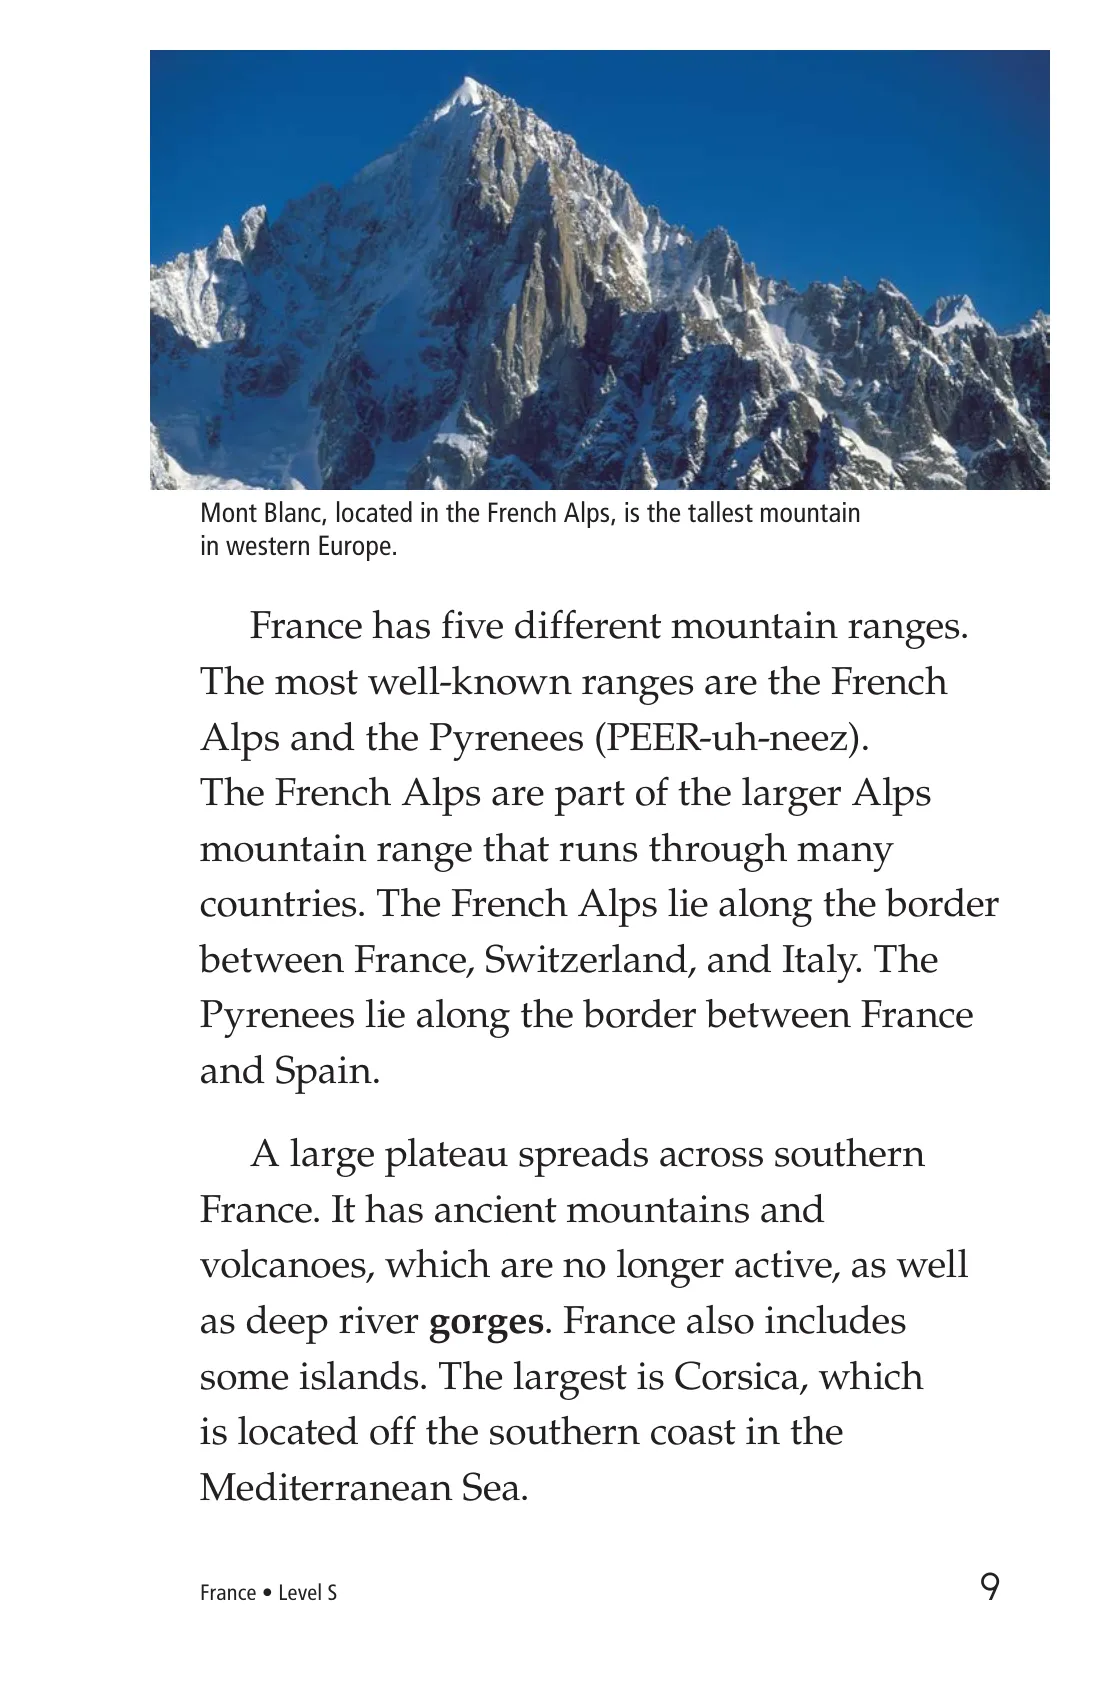 Mont Blanc, located in the French Alps, is the tallest mountain
in western Europe.
France has five different mountain ranges.
The most well-known ranges are the French
Alps and the Pyrenees (PEER-uh-neez).
The French Alps are part of the larger Alps
mountain range that runs through many
countries. The French Alps lie along the border
between France, Switzerland, and Italy. The
Pyrenees lie along the border between France
and Spain.
A large plateau spreads across southern
France. It has ancient mountains and
volcanoes, which are no longer active, as well
as deep river gorges. France also includes
some islands. The largest is Corsica, which
is located off the southern coast in the
Mediterranean Sea.
France • Level S
9